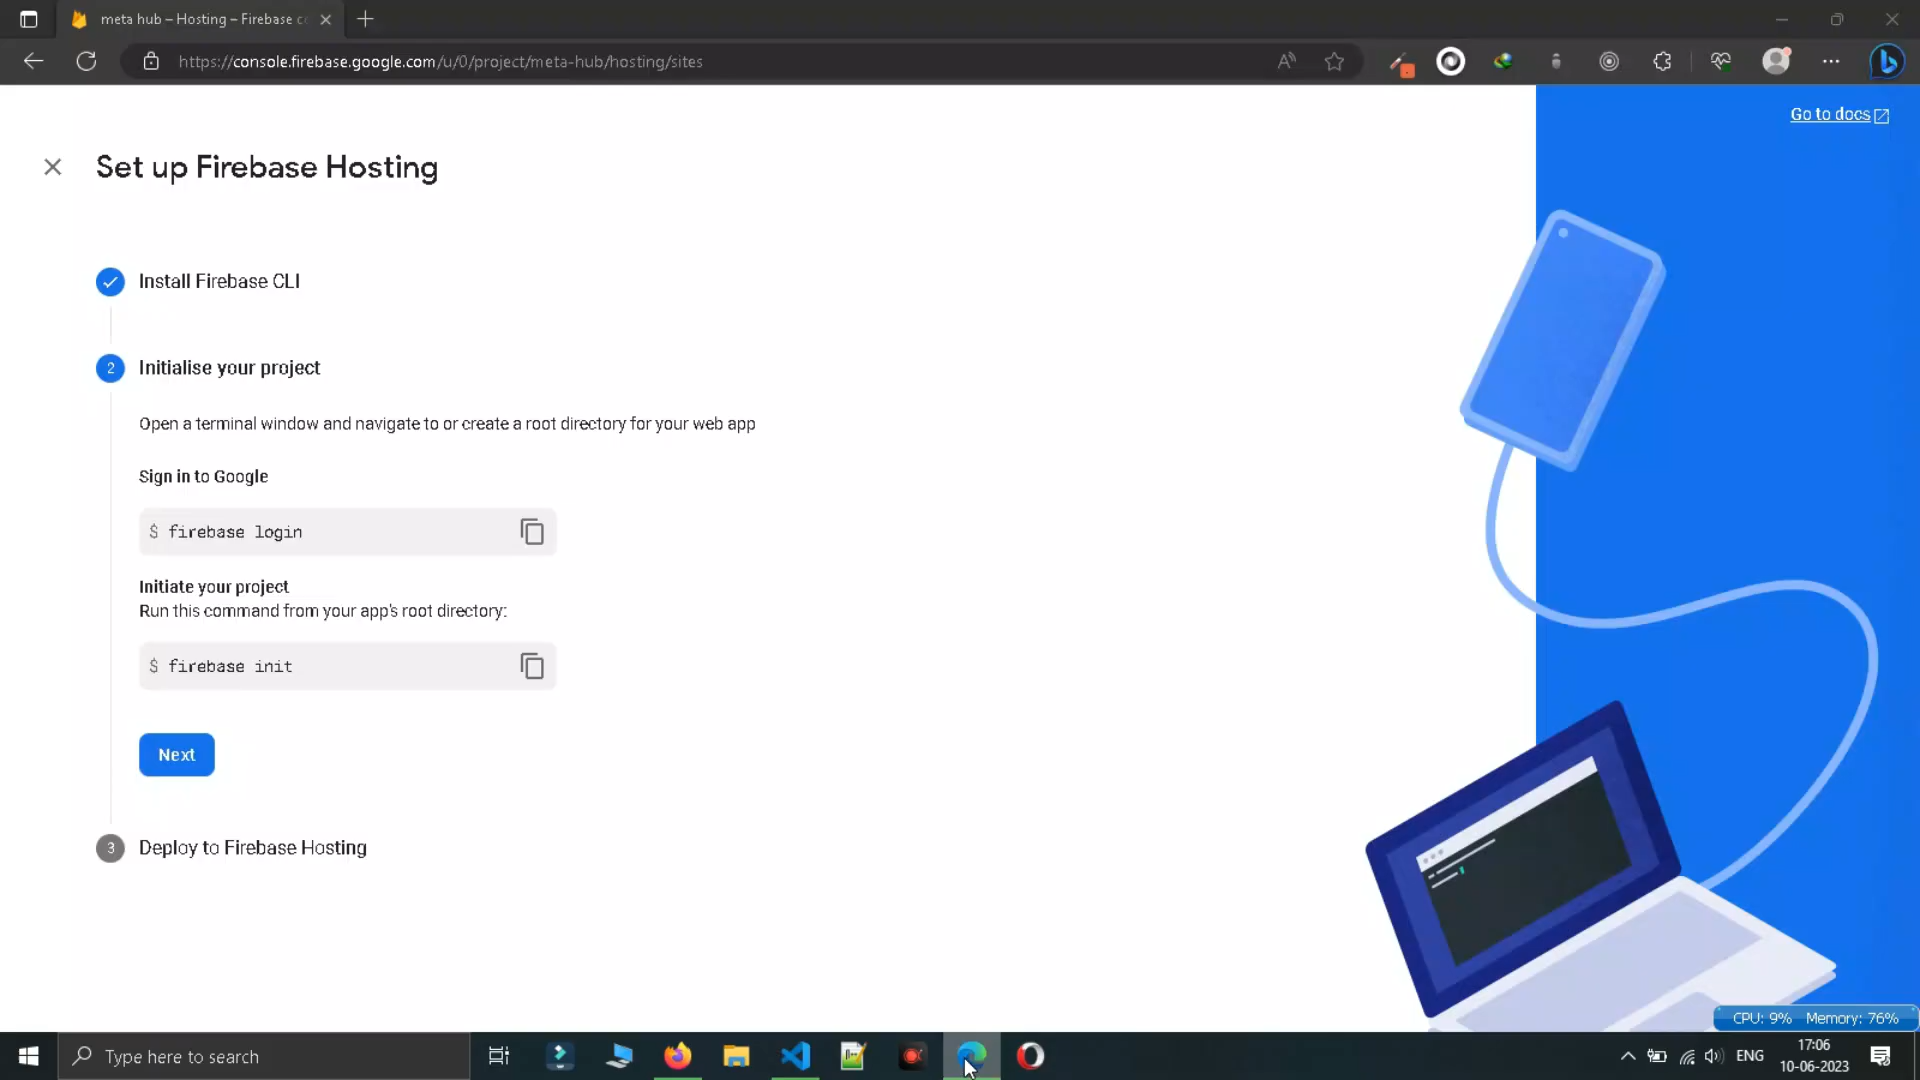 meta hub – Hosting – Firebase co
https://console.firebase.google.com/u/0/project/meta-hub/hosting/sites
Go to docs
Set up Firebase Hosting
Install Firebase CLI
2 Initialise your project
Open a terminal window and navigate to or create a root directory for your web app
Sign in to Google
$ firebase login
Initiate your project
Run this command from your app's root directory:
$ firebase init
Next
3 Deploy to Firebase Hosting
CPU: 9% Memory: 76%
Type here to search
ENG
17:06
10-06-2023